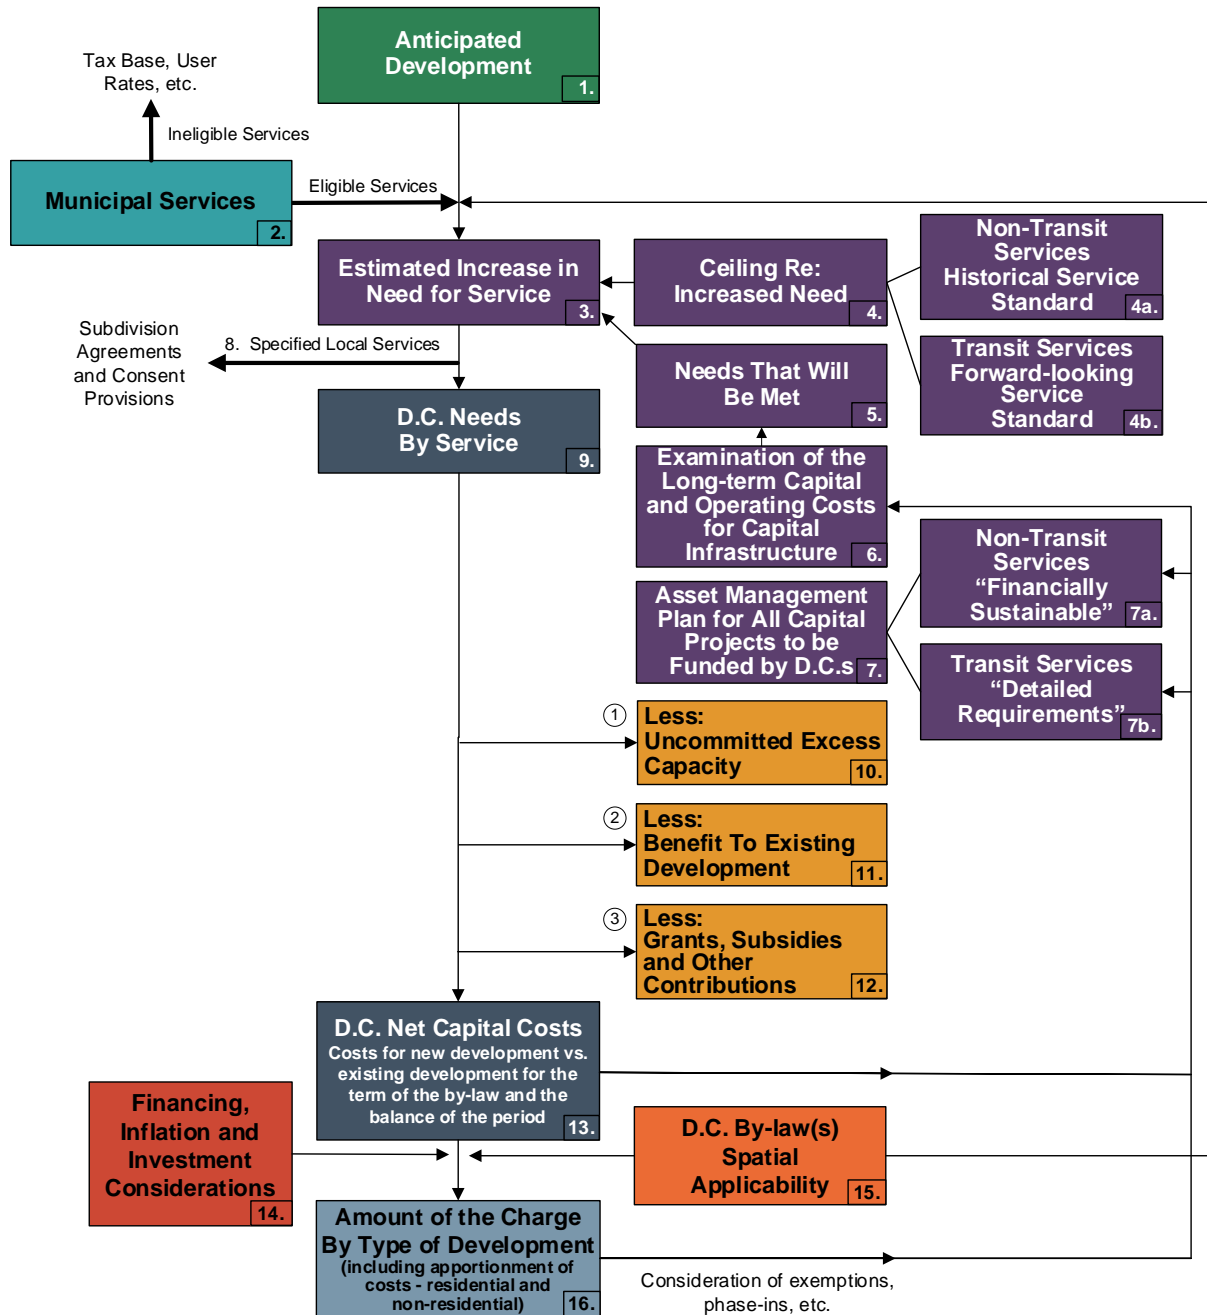 Anticipated
Development
1.
Tax Base, User
Rates, etc.
Ineligible Services
Municipal Services
2.
Eligible Services
Estimated Increase in
Need for Service
3.
Ceiling Re:
Increased Need
4.
Non-Transit
Services
Historical Service
Standard
4a.
Transit Services
Forward-looking
Service
Standard
4b.
Needs That Will
Be Met
5.
Subdivision
Agreements
and Consent
Provisions
8. Specified Local Services
D.C. Needs
By Service
9.
Examination of the
Long-term Capital
and Operating Costs
for Capital
Infrastructure
6.
Asset Management
Plan for All Capital
Projects to be
Funded by D.C.s
7.
Non-Transit
Services
“Financially
Sustainable”
7a.
Transit Services
“Detailed
Requirements”
7b.
1
Less:
Uncommitted Excess
Capacity
10.
2
Less:
Benefit To Existing
Development
11.
3
Less:
Grants, Subsidies
and Other
Contributions
12.
D.C. Net Capital Costs
Costs for new development vs.
existing development for the
term of the by-law and the
balance of the period
13.
Financing,
Inflation and
Investment
Considerations
14.
D.C. By-law(s)
Spatial
Applicability
15.
Amount of the Charge
By Type of Development
(including apportionment of
costs - residential and
non-residential)
16.
Consideration of exemptions,
phase-ins, etc.